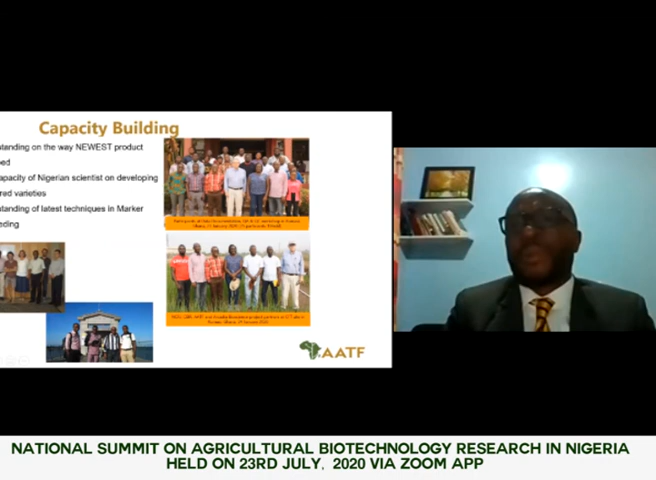 Capacity Building
standing on the way NEWEST product
ped
apacity of Nigerian scientist on developing
red varieties
standing of latest techniques in Marker
eding
AATF
NATIONAL SUMMIT ON AGRICULTURAL BIOTECHNOLOGY RESEARCH IN NIGERIA
HELD ON 23RD JULY, 2020 VIA ZOOM APP